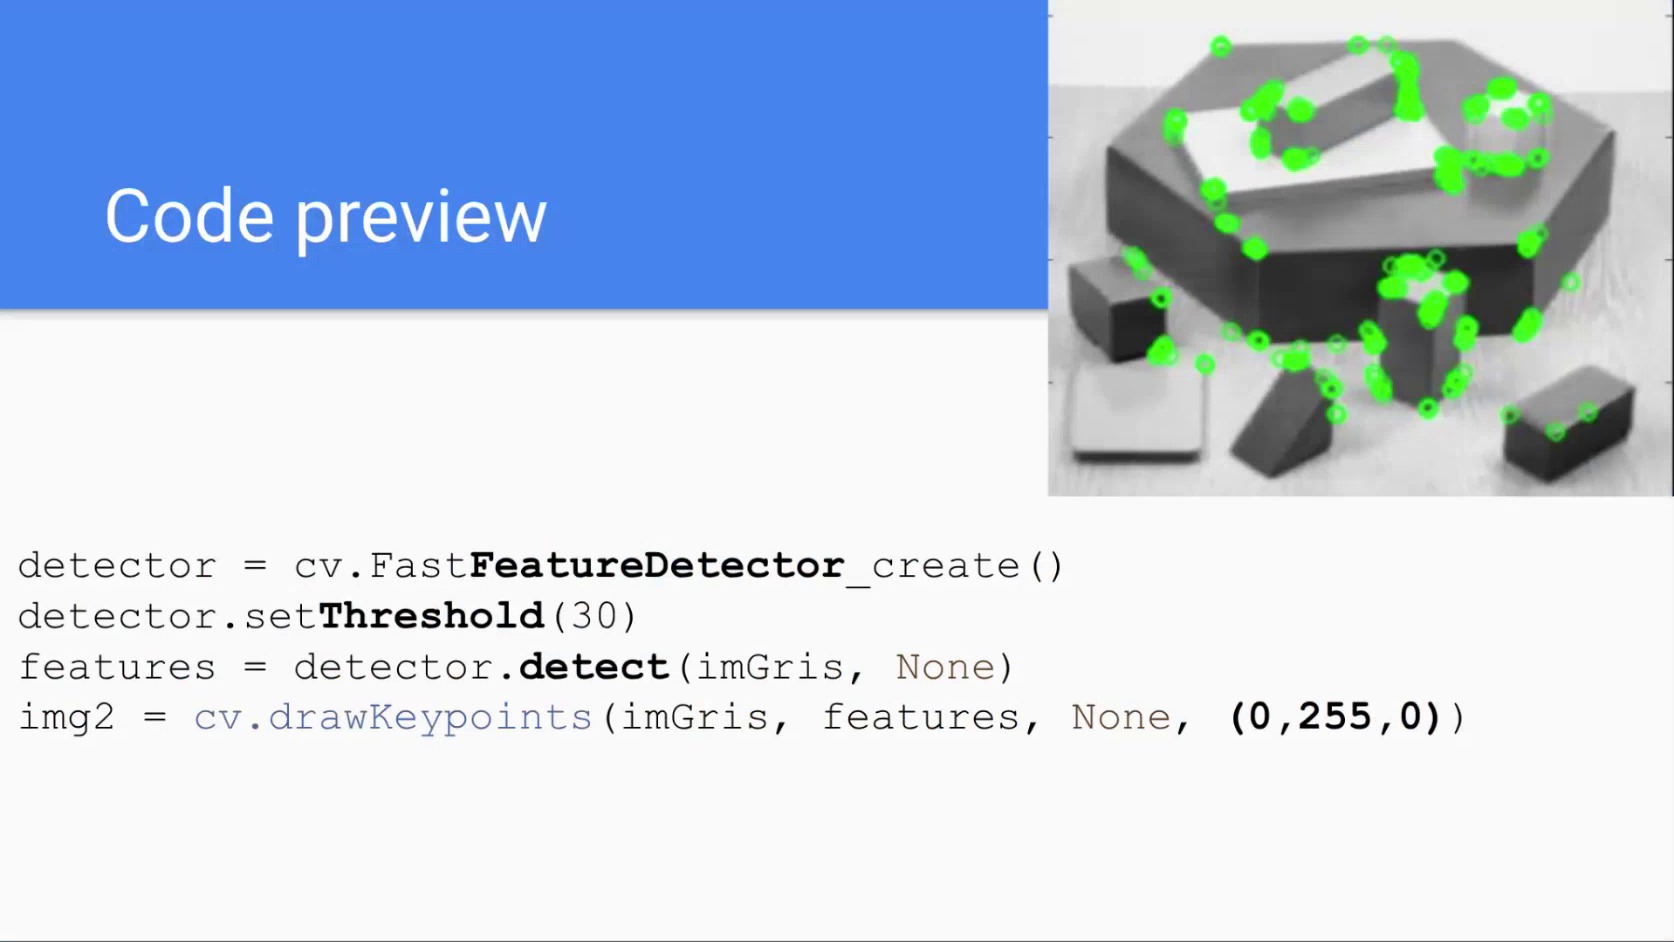 Code preview
detector = cv.FastFeatureDetector_create()
detector.setThreshold(30)
features = detector.detect(imGris, None)
img2 = cv.drawKeypoints(imGris, features, None, (0,255,0))